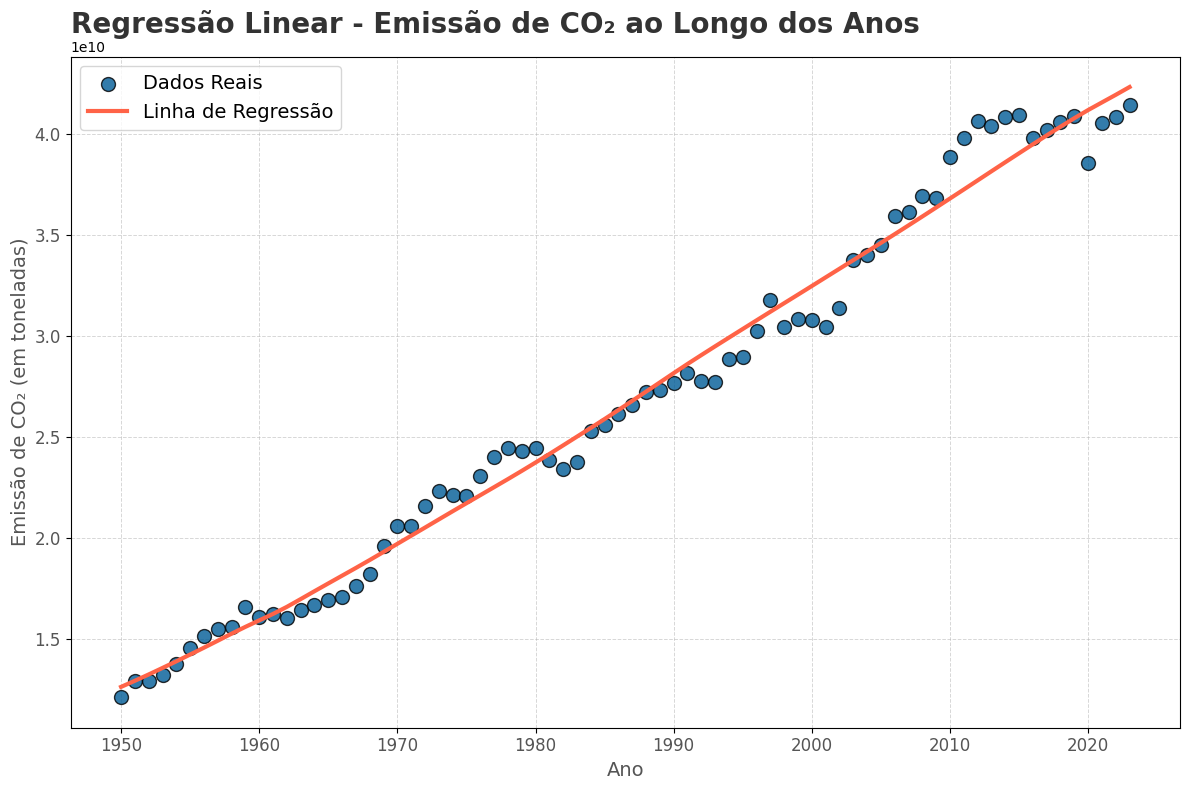 Regressão Linear - Emissão de CO₂ ao Longo dos Anos
1e10
Dados Reais
Linha de Regressão
4.0
3.5
3.0
2.5
2.0
1.5
Emissão de CO₂ (em toneladas)
1950 1960 1970 1980 1990 2000 2010 2020
Ano